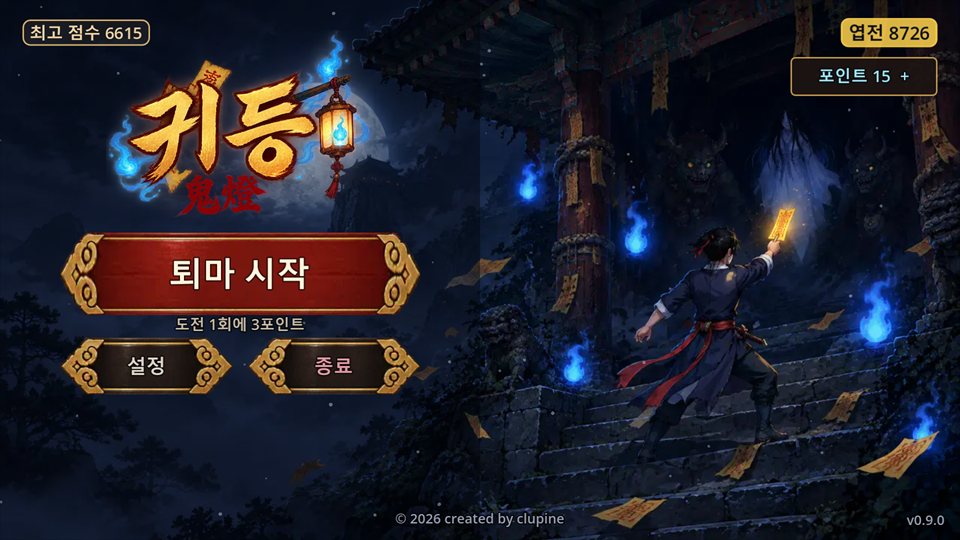 최고 점수 6615
엽전 8726
포인트 15 +
귀등
鬼燈
퇴마 시작
도전 1회에 3포인트
설정
종료
© 2026 created by clupine
v0.9.0